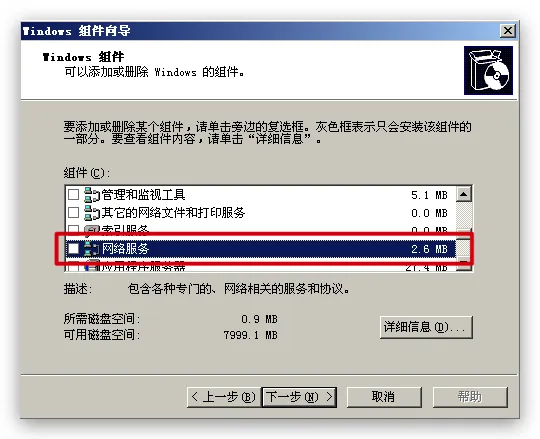 Windows 组件向导
Windows 组件
可以添加或删除 Windows 的组件。
要添加或删除某个组件，请单击旁边的复选框。灰色框表示只会安装该组件的
一部分。要查看组件内容，请单击“详细信息”。
组件(C):
管理和监视工具 5.1 MB
其它的网络文件和打印服务 0.0 MB
索引服务 0.0 MB
网络服务 2.6 MB
应用程序服务器 27.4 MB
描述: 包含各种专门的、网络相关的服务和协议。
所需磁盘空间: 0.9 MB
可用磁盘空间: 7999.1 MB
详细信息(D)...
< 上一步(B) 下一步(N) > 取消 帮助